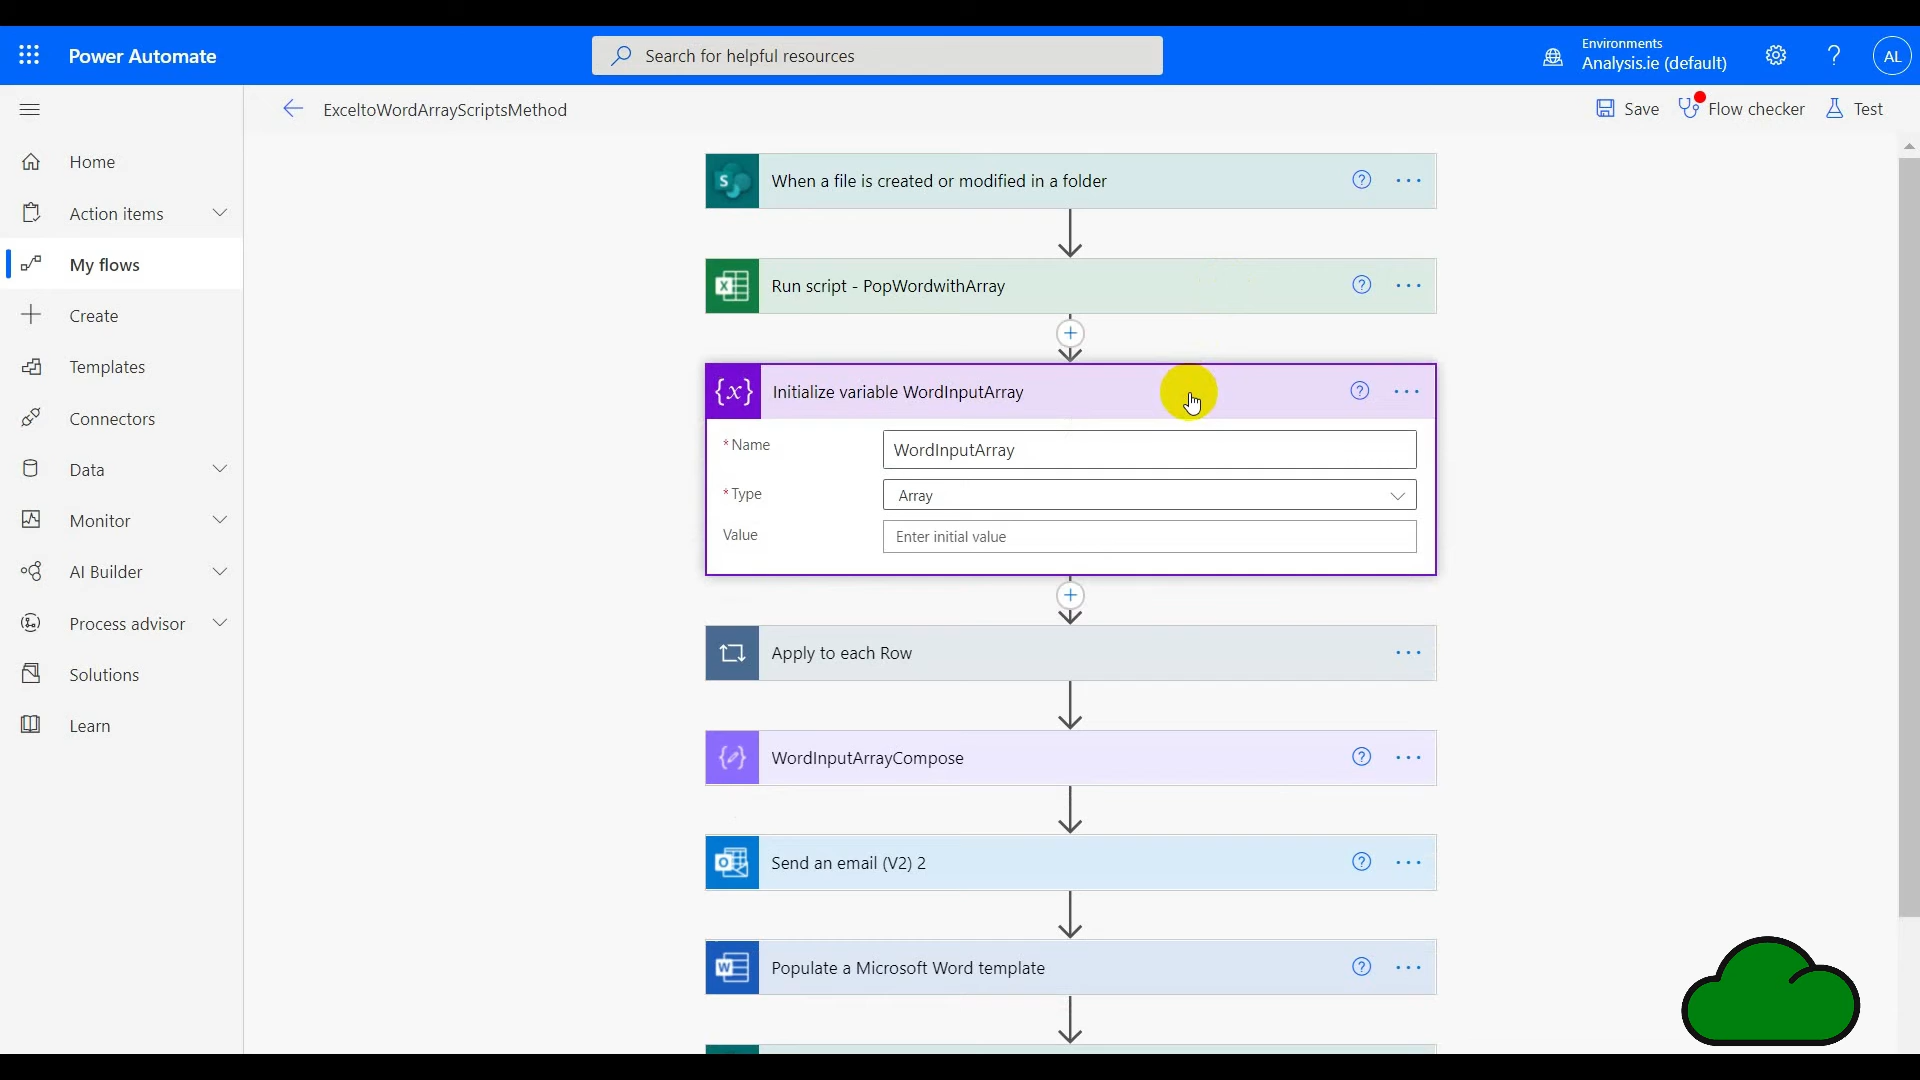 Power Automate
Search for helpful resources
Environments
Analysis.ie (default)
?
AL
ExceltoWordArrayScriptsMethod
Save
Flow checker
Test
Home
Action items
My flows
Create
Templates
Connectors
Data
Monitor
AI Builder
Process advisor
Solutions
Learn
S
When a file is created or modified in a folder
?
...
X
Run script - PopWordwithArray
?
...
{x}
Initialize variable WordInputArray
?
...
* Name
WordInputArray
* Type
Array
Value
Enter initial value
Apply to each Row
...
WordInputArrayCompose
?
...
O
Send an email (V2) 2
?
...
W
Populate a Microsoft Word template
?
...